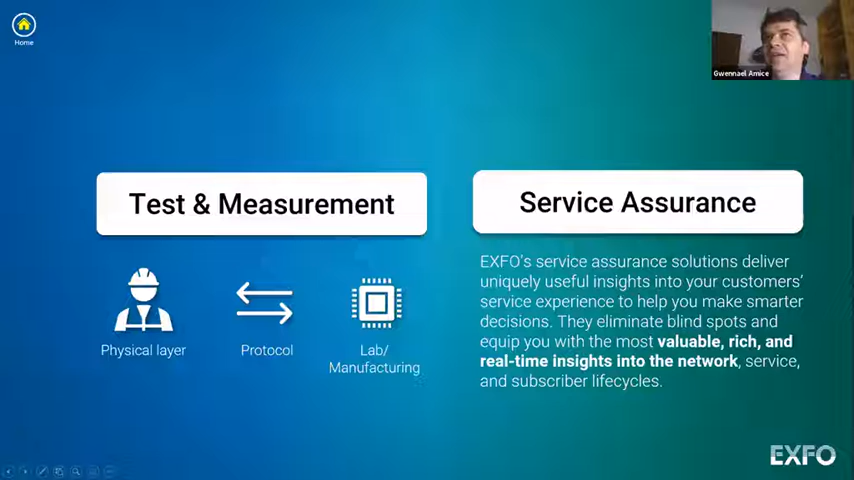 Home
Gwennael Amice
Test & Measurement
Physical layer
Protocol
Lab/
Manufacturing
Service Assurance
EXFO's service assurance solutions deliver
uniquely useful insights into your customers'
service experience to help you make smarter
decisions. They eliminate blind spots and
equip you with the most valuable, rich, and
real-time insights into the network, service,
and subscriber lifecycles.
EXFO